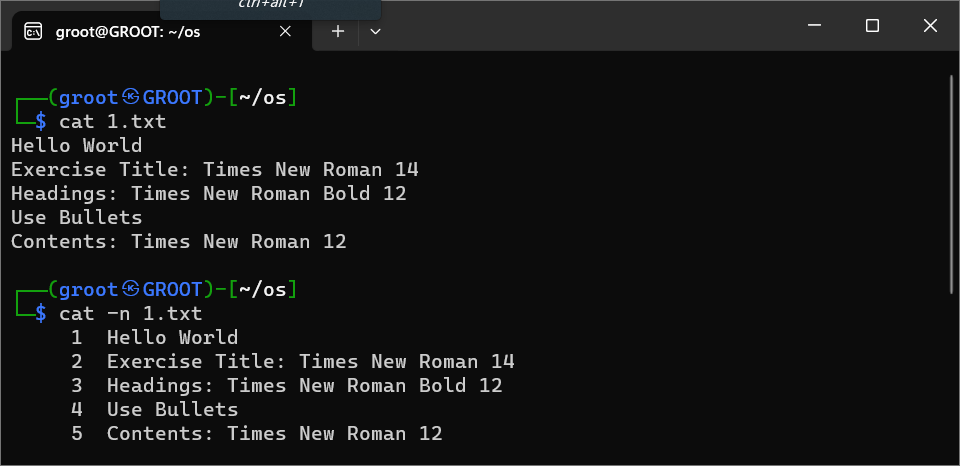 ctrl+alt+T
groot@GROOT: ~/os
┌──(groot㉿GROOT)-[~/os]
└─$ cat 1.txt
Hello World
Exercise Title: Times New Roman 14
Headings: Times New Roman Bold 12
Use Bullets
Contents: Times New Roman 12
┌──(groot㉿GROOT)-[~/os]
└─$ cat -n 1.txt
1 Hello World
2 Exercise Title: Times New Roman 14
3 Headings: Times New Roman Bold 12
4 Use Bullets
5 Contents: Times New Roman 12